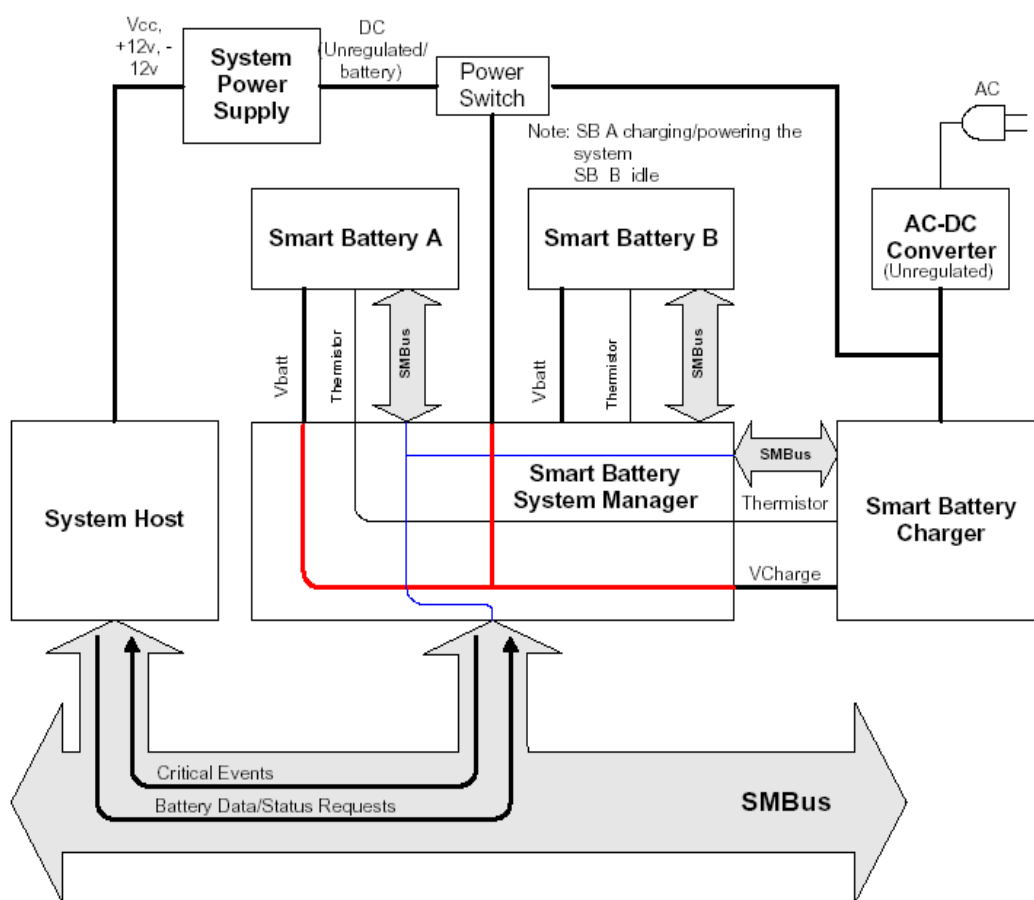 Vcc,
+12v, -
12v
System
Power
Supply
DC
(Unregulated/
battery)
Power
Switch
AC
Note: SB A charging/powering the
system
SB B idle
Smart Battery A
Smart Battery B
AC-DC
Converter
(Unregulated)
Vbatt
Thermistor
SMBus
Vbatt
Thermistor
SMBus
System Host
Smart Battery
System Manager
SMBus
Thermistor
VCharge
Smart Battery
Charger
Critical Events
Battery Data/Status Requests
SMBus